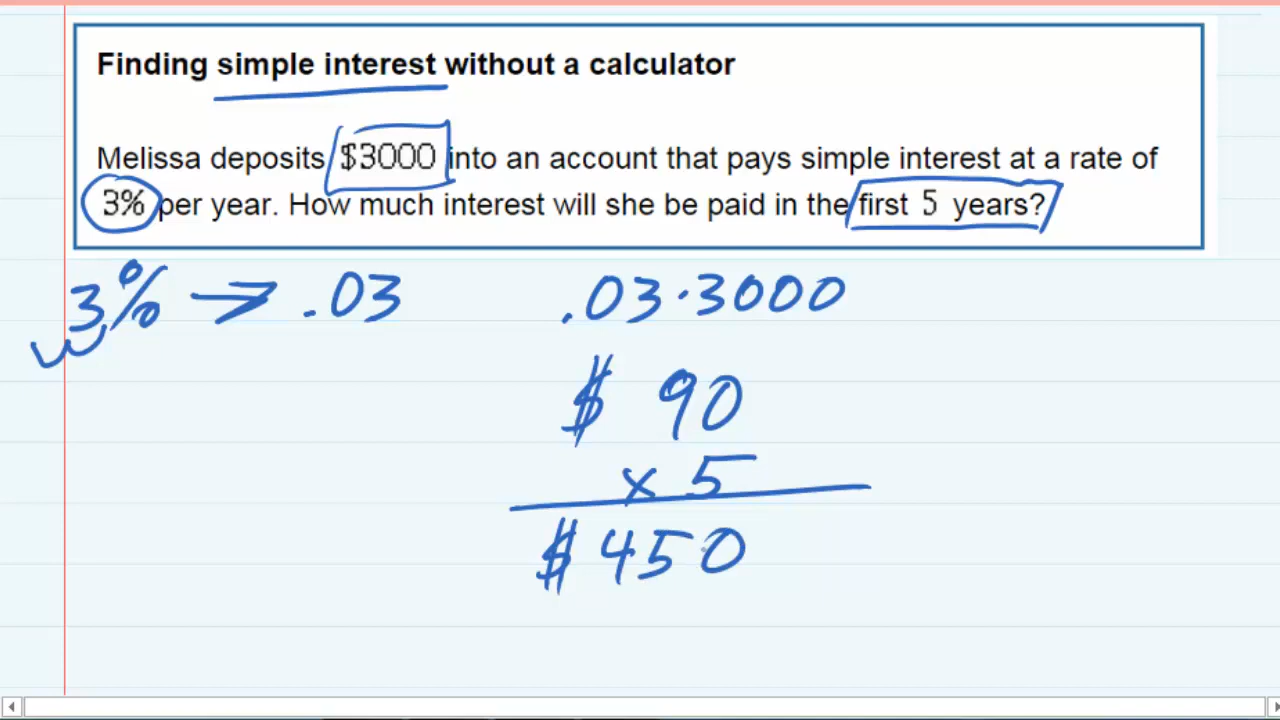 Finding simple interest without a calculator
Melissa deposits $3000 into an account that pays simple interest at a rate of
3% per year. How much interest will she be paid in the first 5 years?
3% → .03 .03·3000
$ 90
x 5
$ 450